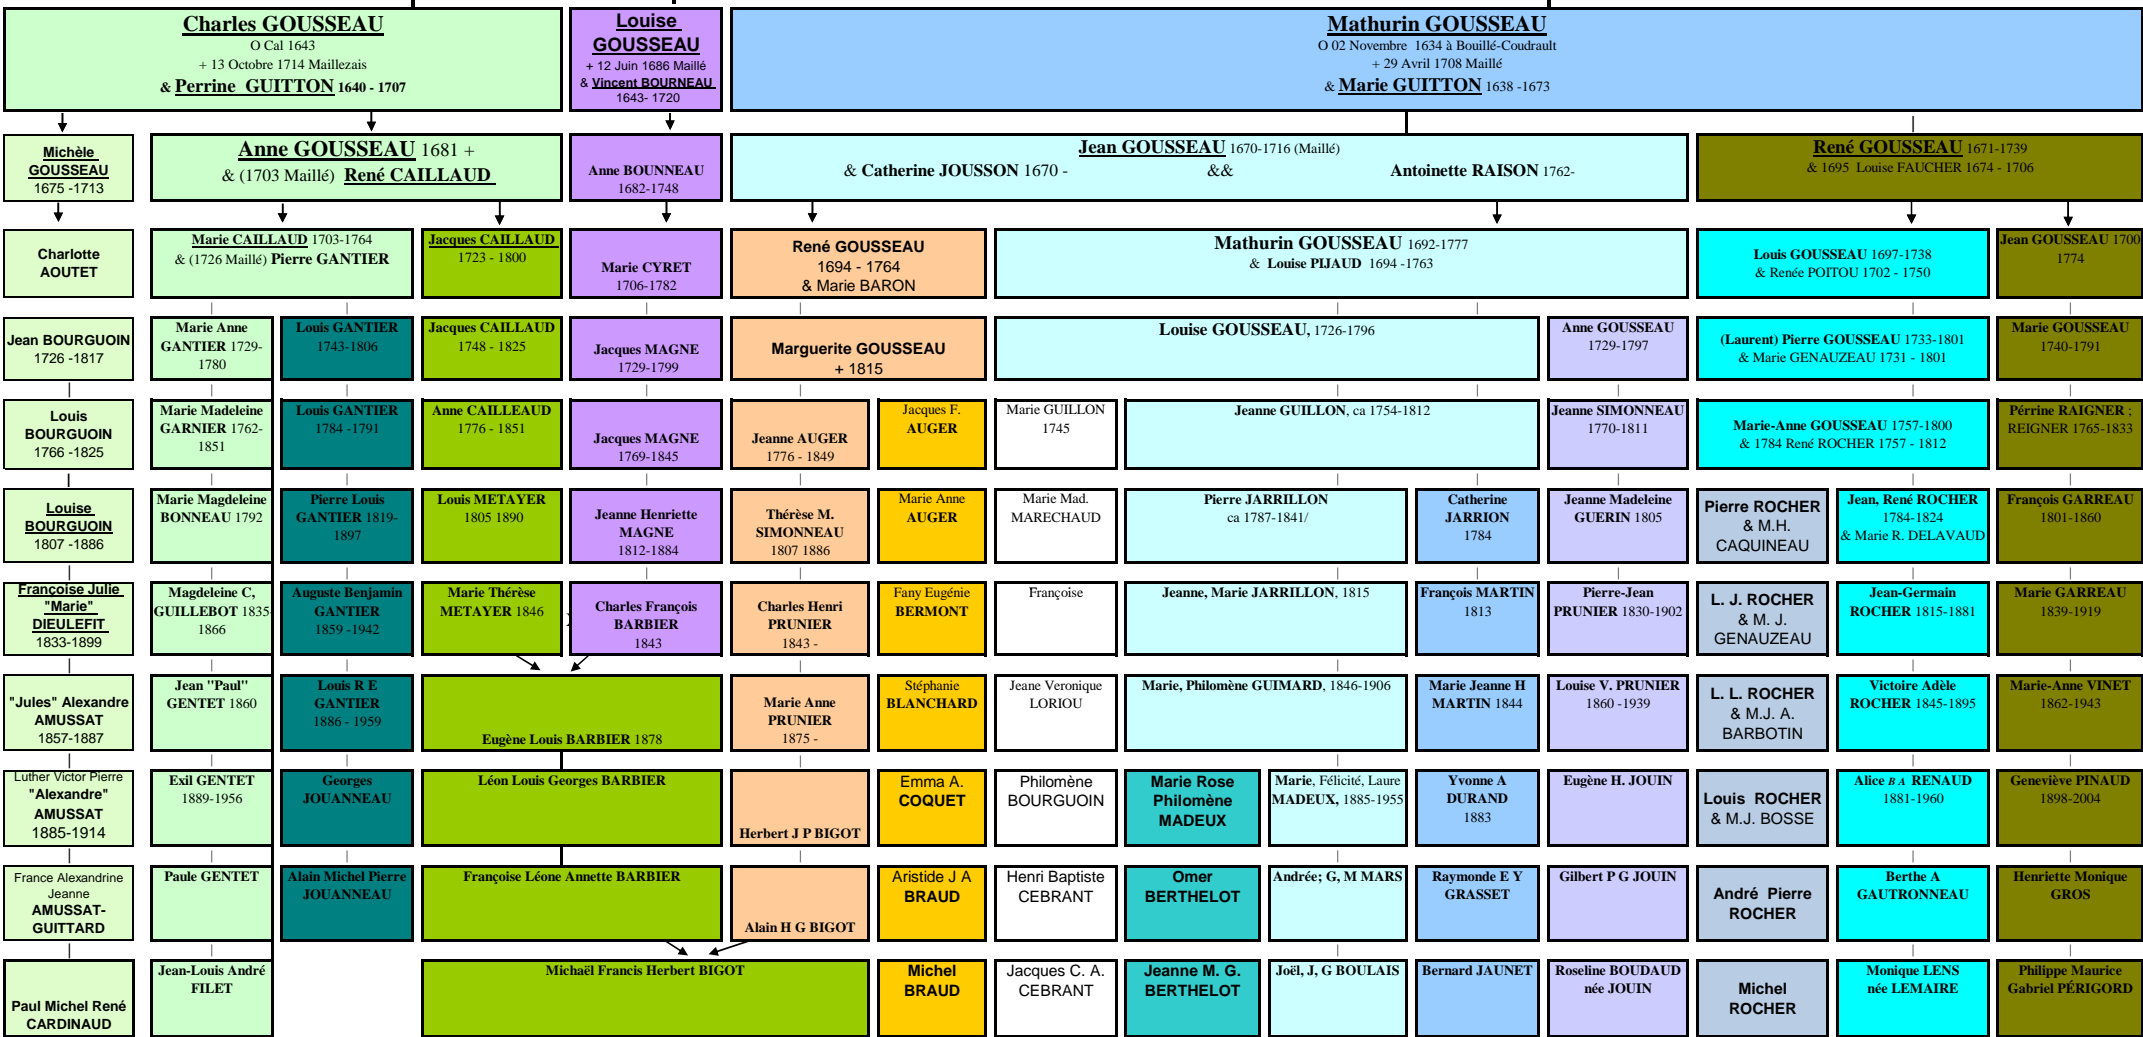 Charles GOUSSEAU
O Cal 1643
+ 13 Octobre 1714 Maillezais
& Perrine GUITTON 1640 - 1707
Louise
GOUSSEAU
+ 12 Juin 1686 Maillé
& Vincent BOURNEAU
1643- 1720
Mathurin GOUSSEAU
O 02 Novembre 1634 à Bouillé-Coudrault
+ 29 Avril 1708 Maillé
& Marie GUITTON 1638 -1673
Michèle
GOUSSEAU
1675 -1713
Anne GOUSSEAU 1681 +
& (1703 Maillé) René CAILLAUD
Anne BOUNNEAU
1682-1748
Jean GOUSSEAU 1670-1716 (Maillé)
& Catherine JOUSSON 1670 - && Antoinette RAISON 1762-
René GOUSSEAU 1671-1739
& 1695 Louise FAUCHER 1674 - 1706
Charlotte
AOUTET
Marie CAILLAUD 1703-1764
& (1726 Maillé) Pierre GANTIER
Jacques CAILLAUD
1723 - 1800
Marie CYRET
1706-1782
René GOUSSEAU
1694 - 1764
& Marie BARON
Mathurin GOUSSEAU 1692-1777
& Louise PIJAUD 1694 -1763
Louis GOUSSEAU 1697-1738
& Renée POITOU 1702 - 1750
Jean GOUSSEAU 1700
1774
Jean BOURGUOIN
1726 -1817
Marie Anne
GANTIER 1729-
1780
Louis GANTIER
1743-1806
Jacques CAILLAUD
1748 - 1825
Jacques MAGNE
1729-1799
Marguerite GOUSSEAU
+ 1815
Louise GOUSSEAU, 1726-1796
Anne GOUSSEAU
1729-1797
(Laurent) Pierre GOUSSEAU 1733-1801
& Marie GENAUZEAU 1731 - 1801
Marie GOUSSEAU
1740-1791
Louis
BOURGUOIN
1766 -1825
Marie Madeleine
GARNIER 1762-
1851
Louis GANTIER
1784 -1791
Anne CAILLEAUD
1776 - 1851
Jacques MAGNE
1769-1845
Jeanne AUGER
1776 - 1849
Jacques F.
AUGER
Marie GUILLON
1745
Jeanne GUILLON, ca 1754-1812
Jeanne SIMONNEAU
1770-1811
Marie-Anne GOUSSEAU 1757-1800
& 1784 René ROCHER 1757 - 1812
Pérrine RAIGNER ;
REIGNER 1765-1833
Louise
BOURGUOIN
1807 -1886
Marie Magdeleine
BONNEAU 1792
Pierre Louis
GANTIER 1819-
1897
Louis METAYER
1805 1890
Jeanne Henriette
MAGNE
1812-1884
Thérèse M.
SIMONNEAU
1807 1886
Marie Anne
AUGER
Marie Mad.
MARECHAUD
Pierre JARRILLON
ca 1787-1841/
Catherine
JARRION
1784
Jeanne Madeleine
GUERIN 1805
Pierre ROCHER
& M.H.
CAQUINEAU
Jean, René ROCHER
1784-1824
& Marie R. DELAVAUD
François GARREAU
1801-1860
Françoise Julie
"Marie"
DIEULEFIT
1833-1899
Magdeleine C,
GUILLEBOT 1835-
1866
Auguste Benjamin
GANTIER
1859 -1942
Marie Thérèse
METAYER 1846
Charles François
BARBIER
1843
Charles Henri
PRUNIER
1843 -
Fany Eugénie
BERMONT
Françoise
Jeanne, Marie JARRILLON, 1815
François MARTIN
1813
Pierre-Jean
PRUNIER 1830-1902
L. J. ROCHER
& M. J.
GENAUZEAU
Jean-Germain
ROCHER 1815-1881
Marie GARREAU
1839-1919
"Jules" Alexandre
AMUSSAT
1857-1887
Jean "Paul"
GENTET 1860
Louis R E
GANTIER
1886 - 1959
Eugène Louis BARBIER 1878
Marie Anne
PRUNIER
1875 -
Stéphanie
BLANCHARD
Jeane Veronique
LORIOU
Marie, Philomène GUIMARD, 1846-1906
Marie Jeanne H
MARTIN 1844
Louise V. PRUNIER
1860 -1939
L. L. ROCHER
& M.J. A.
BARBOTIN
Victoire Adèle
ROCHER 1845-1895
Marie-Anne VINET
1862-1943
Luther Victor Pierre
"Alexandre"
AMUSSAT
1885-1914
Exil GENTET
1889-1956
Georges
JOUANNEAU
Léon Louis Georges BARBIER
Herbert J P BIGOT
Emma A.
COQUET
Philomène
BOURGUOIN
Marie Rose
Philomène
MADEUX
Marie, Félicité, Laure
MADEUX, 1885-1955
Yvonne A
DURAND
1883
Eugène H. JOUIN
Louis ROCHER
& M.J. BOSSE
Alice B A RENAUD
1881-1960
Geneviève PINAUD
1898-2004
France Alexandrine
Jeanne
AMUSSAT-
GUITTARD
Paule GENTET
Alain Michel Pierre
JOUANNEAU
Françoise Léone Annette BARBIER
Alain H G BIGOT
Aristide J A
BRAUD
Henri Baptiste
CEBRANT
Omer
BERTHELOT
Andrée; G, M MARS
Raymonde E Y
GRASSET
Gilbert P G JOUIN
André Pierre
ROCHER
Berthe A
GAUTRONNEAU
Henriette Monique
GROS
Paul Michel René
CARDINAUD
Jean-Louis André
FILET
Michaël Francis Herbert BIGOT
Michel
BRAUD
Jacques C. A.
CEBRANT
Jeanne M. G.
BERTHELOT
Joël, J, G BOULAIS
Bernard JAUNET
Roseline BOUDAUD
née JOUIN
Michel
ROCHER
Monique LENS
née LEMAIRE
Philippe Maurice
Gabriel PÉRIGORD